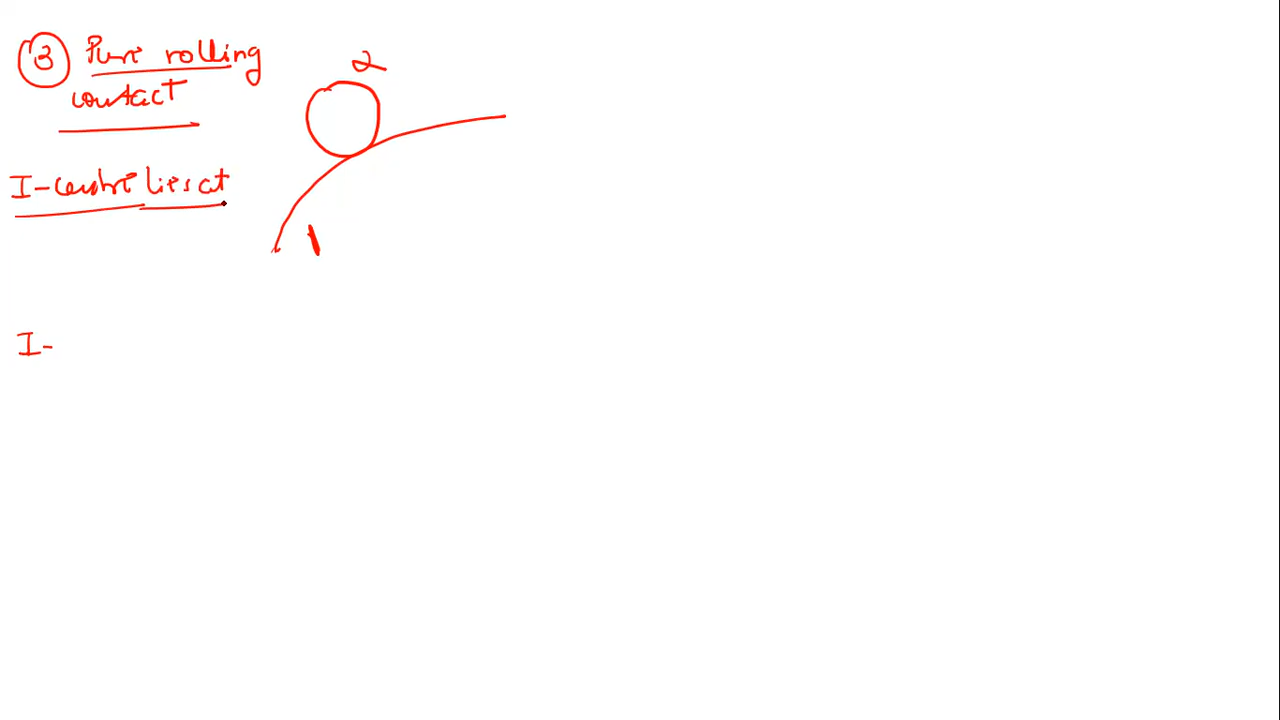 3 Pure rolling
contact
2
I-centre lies at
1
I-